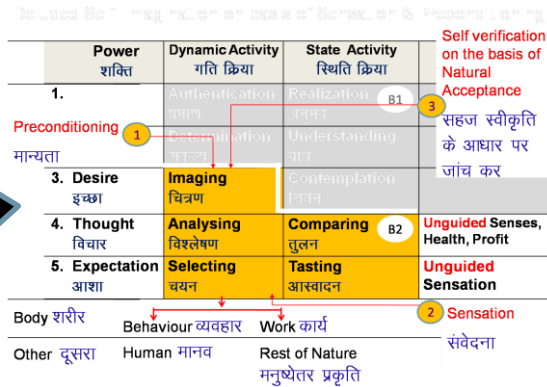 Power Dynamic Activity State Activity
शक्ति गति क्रिया स्थिति क्रिया
Self verification
on the basis of
Natural
Acceptance
सहज स्वीकृति
के आधार पर
जांच कर
1. Authentication Realization B1 3
प्रमाण अनुभव
Preconditioning 1
मान्यता
Determination Understanding
संकल्प बोध
3. Desire Imaging Contemplation
इच्छा चित्रण चिंतन
4. Thought Analysing Comparing B2 Unguided Senses,
विचार विश्लेषण तुलन Health, Profit
5. Expectation Selecting Tasting Unguided
आशा चयन आस्वादन Sensation
2 Sensation
संवेदना
Body शरीर
Behaviour व्यवहार Work कार्य
Other दूसरा Human मानव Rest of Nature
मनुष्येतर प्रकृति